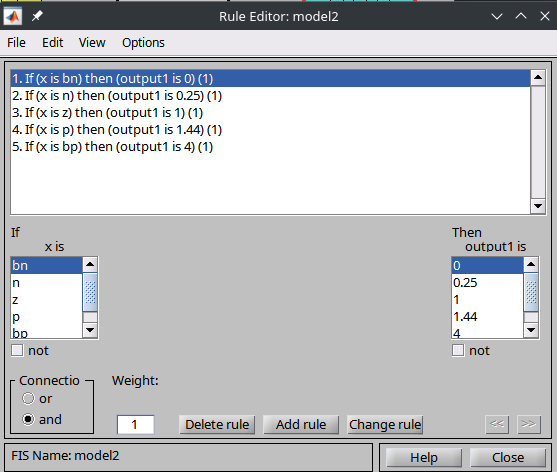 Rule Editor: model2
File Edit View Options
1. If (x is bn) then (output1 is 0) (1)
2. If (x is n) then (output1 is 0.25) (1)
3. If (x is z) then (output1 is 1) (1)
4. If (x is p) then (output1 is 1.44) (1)
5. If (x is bp) then (output1 is 4) (1)
If Then
x is output1 is
bn 0
n 0.25
z 1
p 1.44
bp 4
not not
Connectio Weight:
or
and 1 Delete rule Add rule Change rule << >>
FIS Name: model2 Help Close